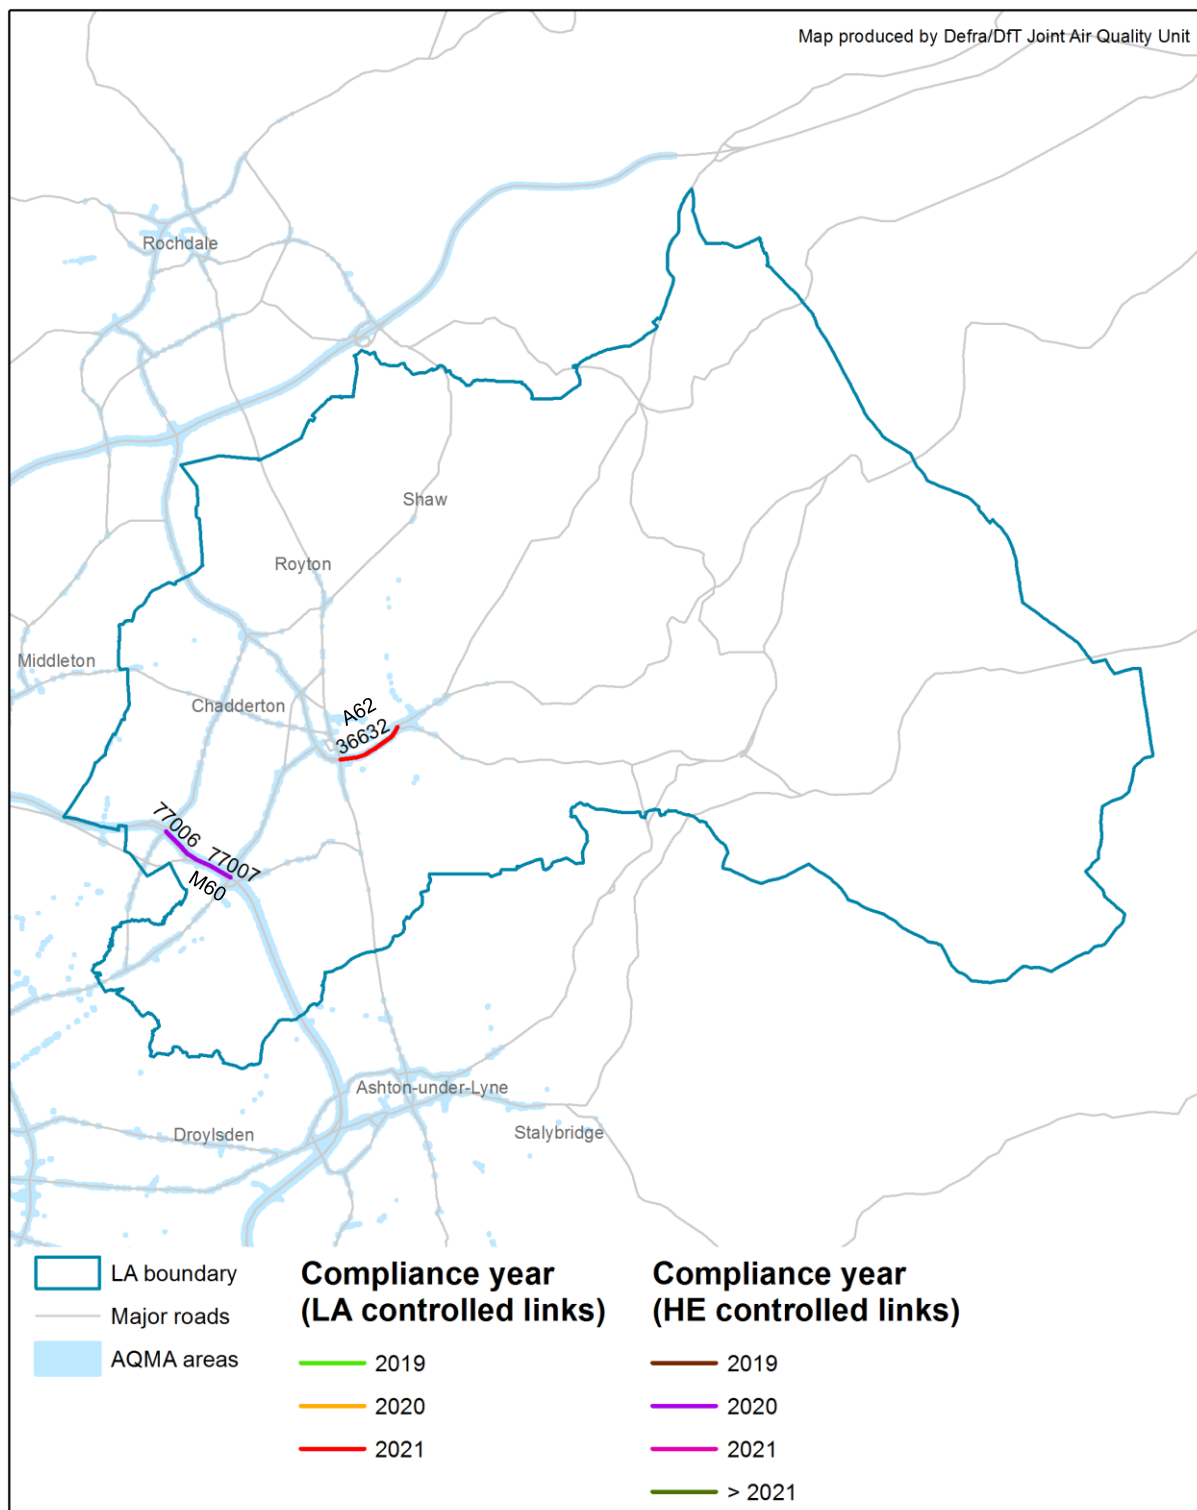 Map produced by Defra/DfT Joint Air Quality Unit
Rochdale
Shaw
Royton
Middleton
Chadderton
A62
36632
77006 77007
M60
Ashton-under-Lyne
Droylsden
Stalybridge
LA boundary
Major roads
AQMA areas
Compliance year
(LA controlled links)
2019
2020
2021
Compliance year
(HE controlled links)
2019
2020
2021
> 2021